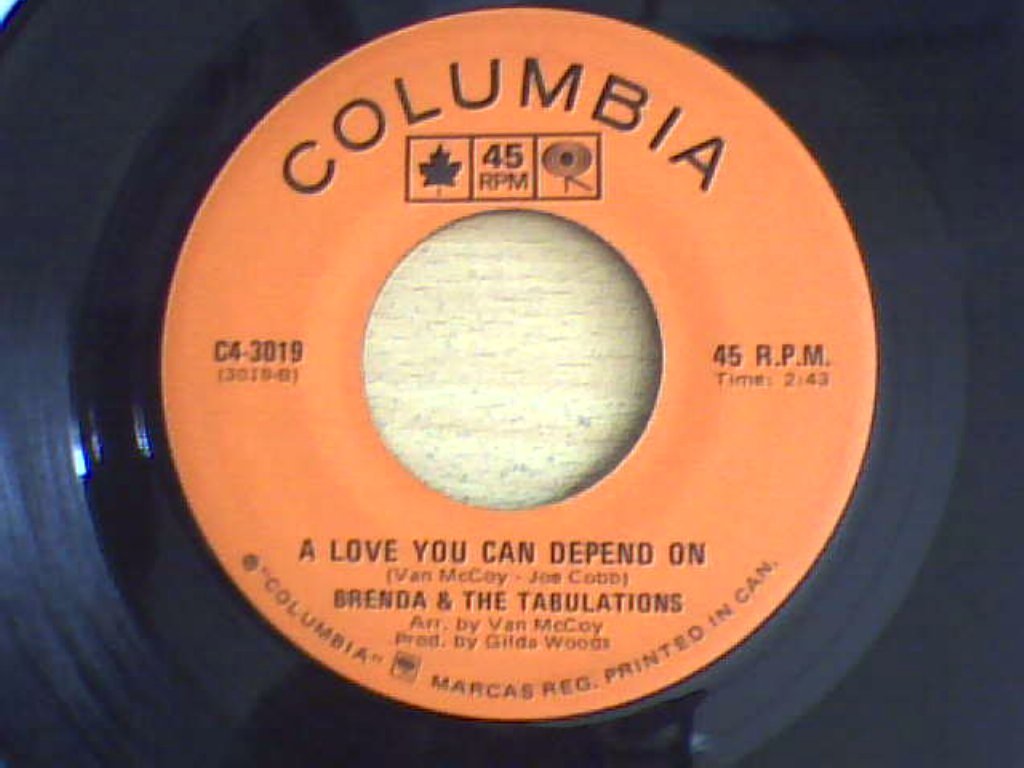 COLUMBIA
45
RPM
C4-3019
(3019-B)
45 R.P.M.
Time: 2:43
A LOVE YOU CAN DEPEND ON
(Van McCoy - Joe Cobb)
BRENDA & THE TABULATIONS
Arr. by Van McCoy
Prod. by Gilda Woods
® "COLUMBIA" MARCAS REG. PRINTED IN CAN.